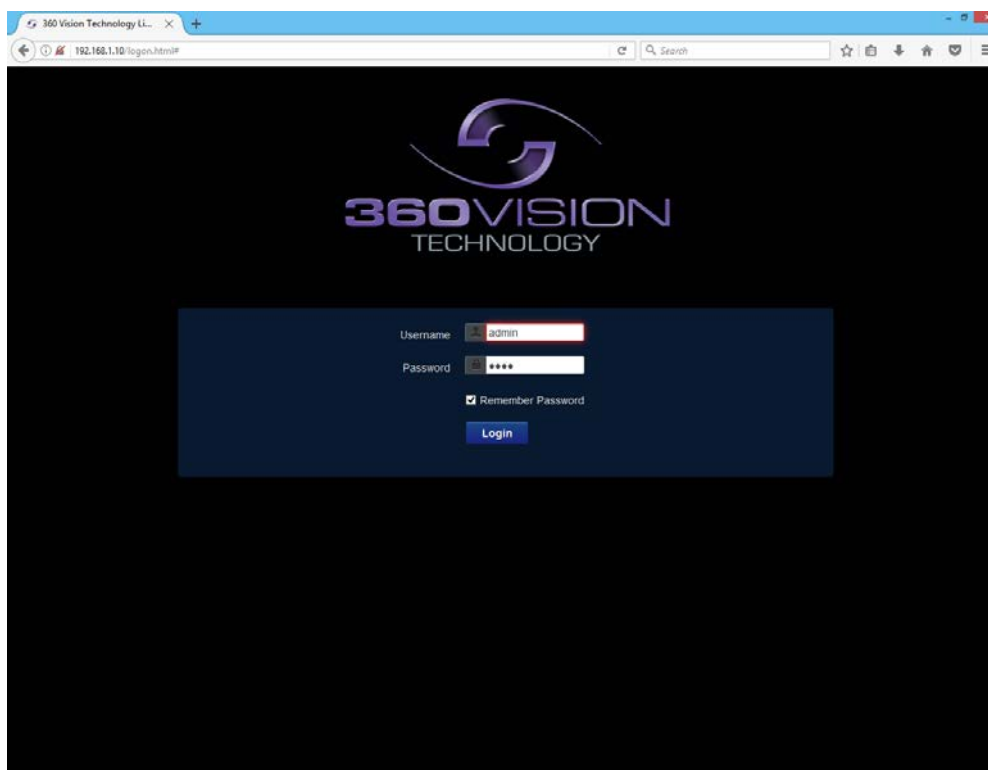 360 Vision Technology Li...
192.168.1.10/logon.html#
Search
360VISION
TECHNOLOGY
Username
admin
Password
Remember Password
Login